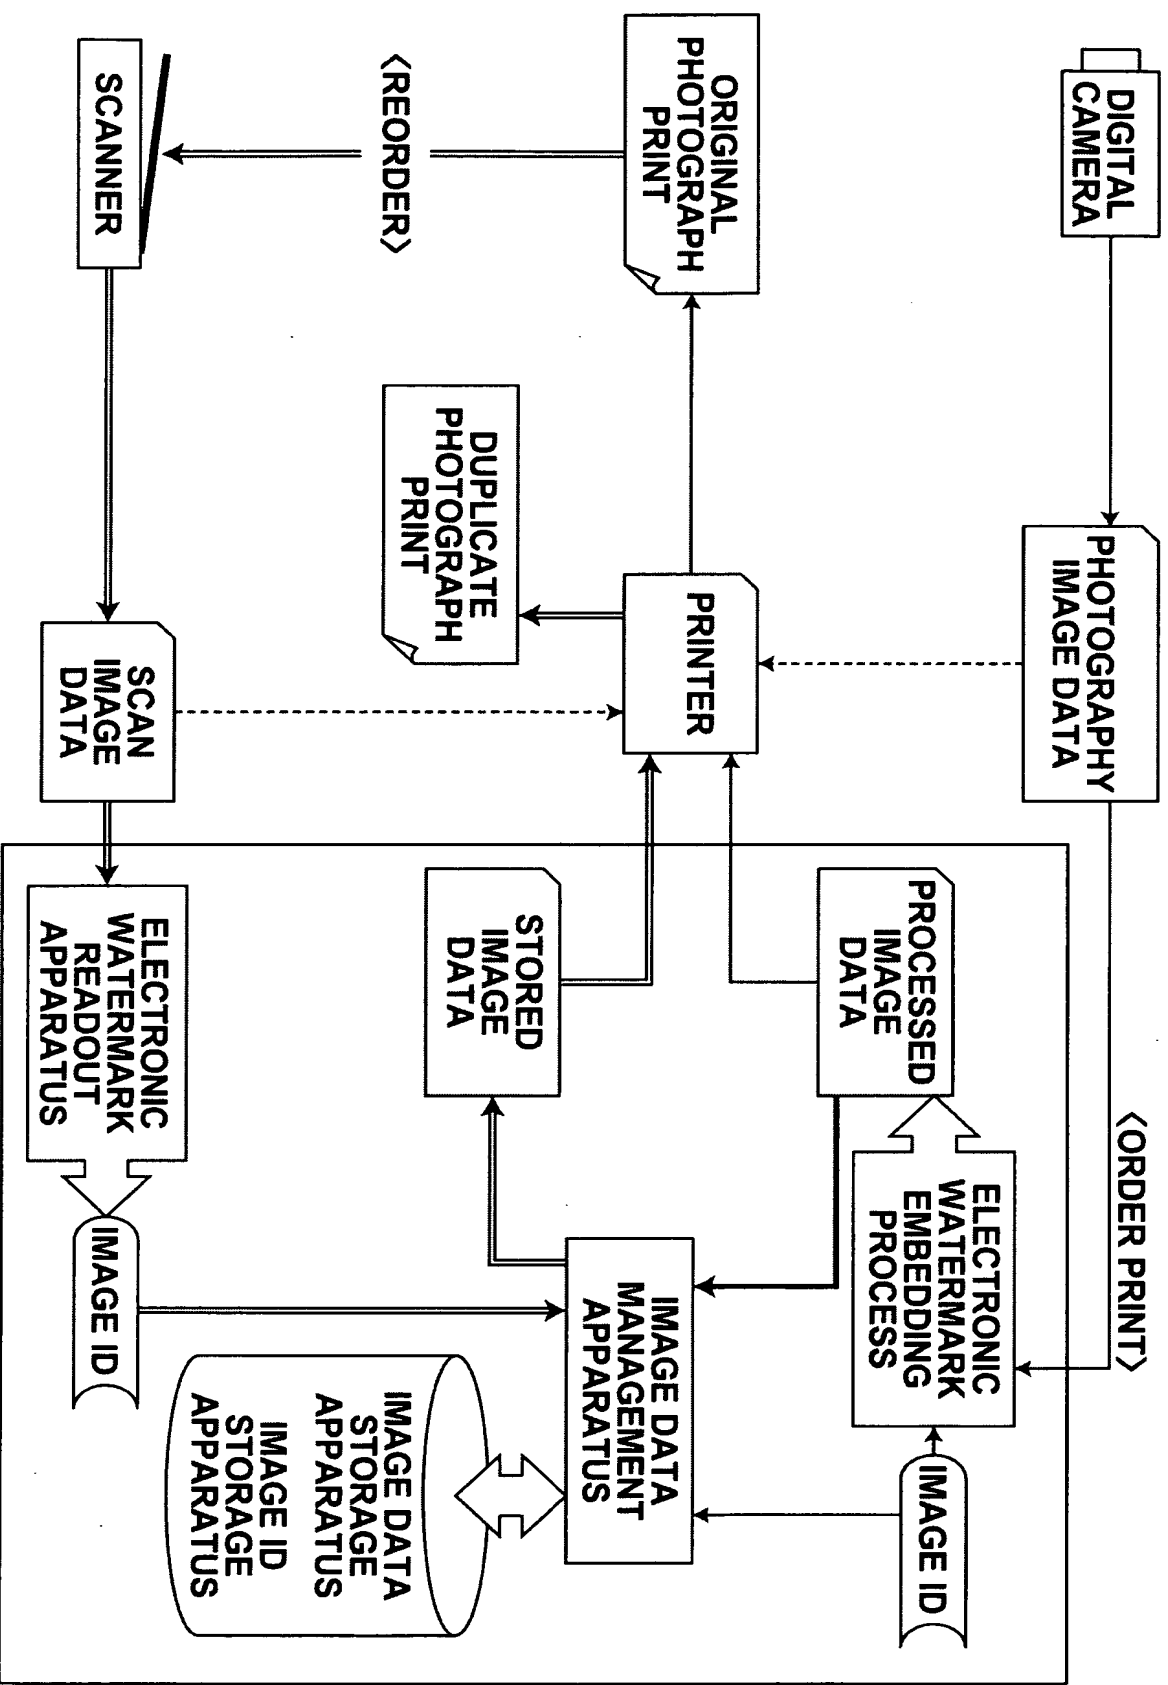 DIGITAL
CAMERA
PHOTOGRAPHY
IMAGE DATA
<ORDER PRINT>
ELECTRONIC
WATERMARK
EMBEDDING
PROCESS
IMAGE ID
PROCESSED
IMAGE
DATA
ORIGINAL
PHOTOGRAPH
PRINT
PRINTER
IMAGE DATA
MANAGEMENT
APPARATUS
STORED
IMAGE
DATA
DUPLICATE
PHOTOGRAPH
PRINT
<REORDER>
IMAGE DATA
STORAGE
APPARATUS
IMAGE ID
STORAGE
APPARATUS
SCANNER
SCAN
IMAGE
DATA
ELECTRONIC
WATERMARK
READOUT
APPARATUS
IMAGE ID